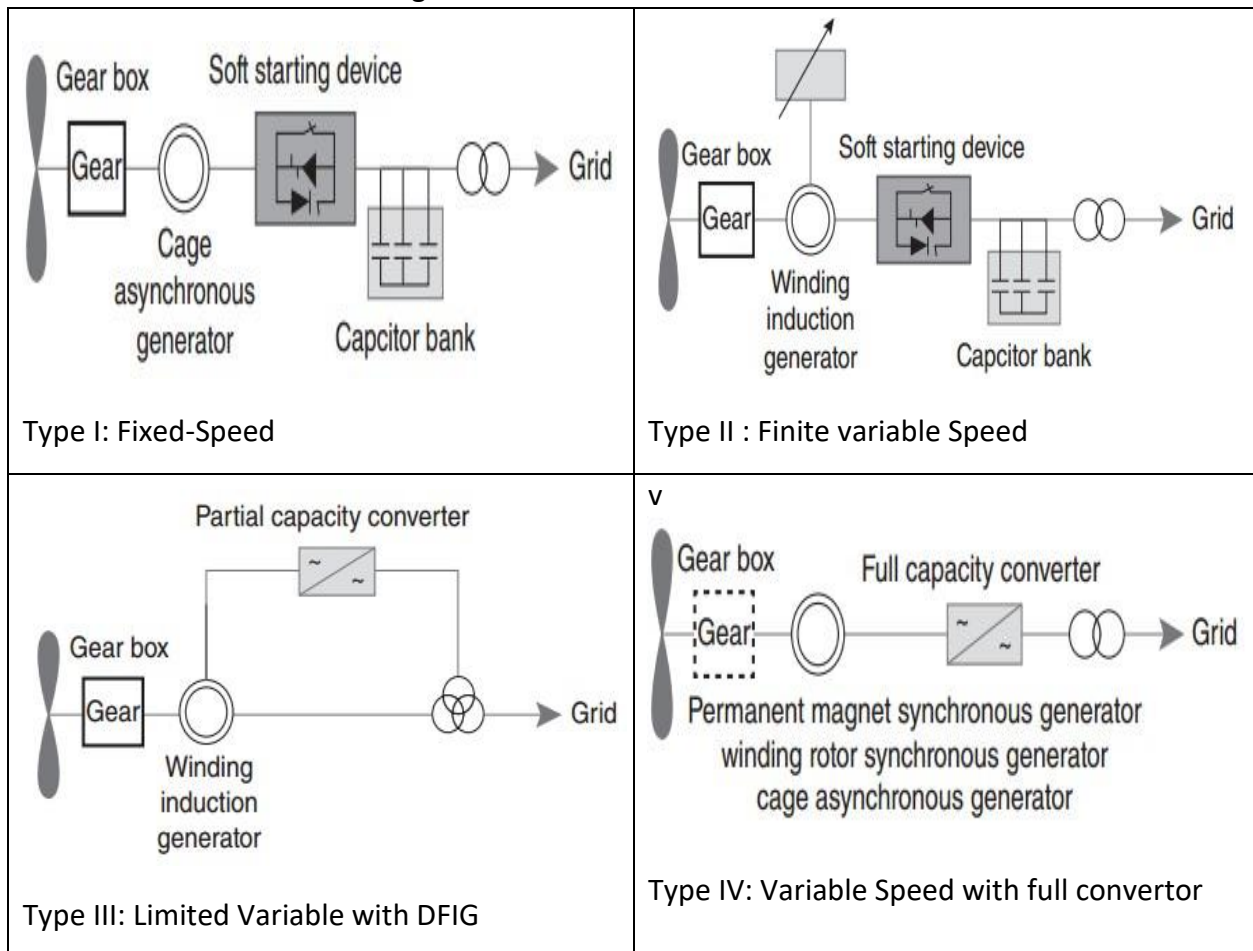 Gear box
Soft starting device
Gear
Grid
Cage
asynchronous
generator
Capcitor bank
Type I: Fixed-Speed
Gear box
Soft starting device
Gear
Grid
Winding
induction
generator
Capcitor bank
Type II : Finite variable Speed
Partial capacity converter
~
~
Gear box
Gear
Grid
Winding
induction
generator
Type III: Limited Variable with DFIG
v
Gear box
Full capacity converter
Gear
~
~
Grid
Permanent magnet synchronous generator
winding rotor synchronous generator
cage asynchronous generator
Type IV: Variable Speed with full convertor